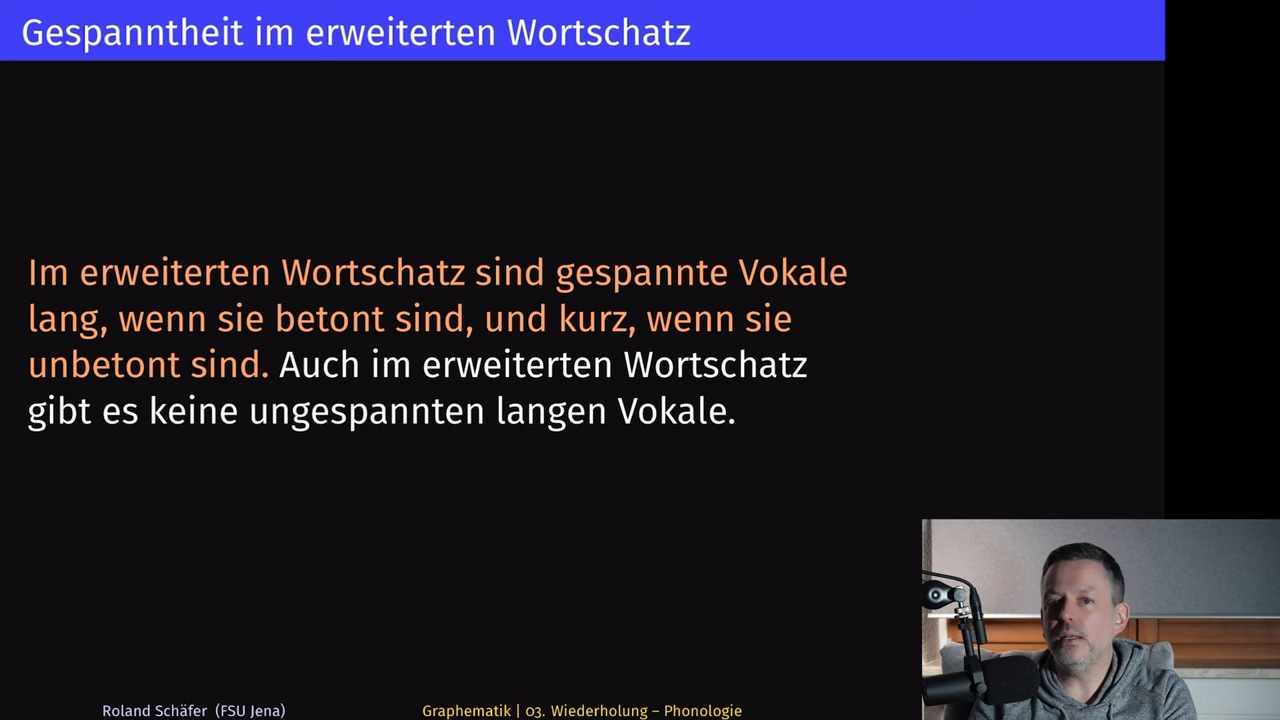 Gespanntheit im erweiterten Wortschatz
Im erweiterten Wortschatz sind gespannte Vokale
lang, wenn sie betont sind, und kurz, wenn sie
unbetont sind. Auch im erweiterten Wortschatz
gibt es keine ungespannten langen Vokale.
Roland Schäfer (FSU Jena)
Graphematik | 03. Wiederholung – Phonologie